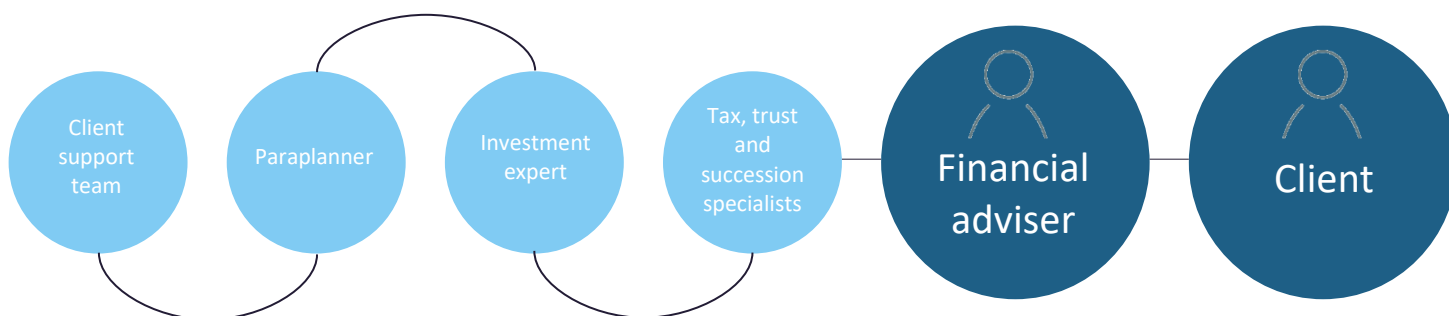 Client
support
team
Paraplanner
Investment
expert
Tax, trust
and
succession
specialists
Financial
adviser
Client